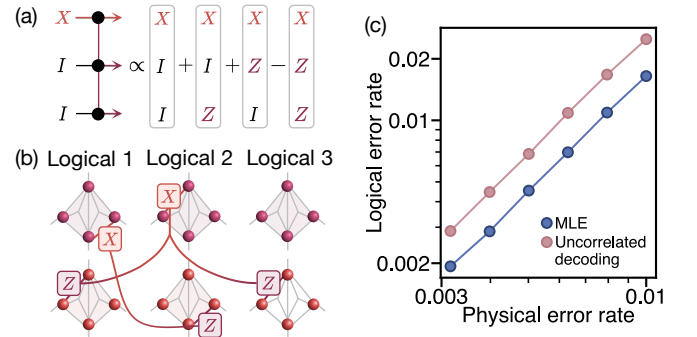 (a)
X X X X X
I ∝ I + I + Z − Z
I I Z I Z
(b) Logical 1 Logical 2 Logical 3
X
X
Z Z
Z
(c)
Logical error rate
0.02
0.01
0.002
MLE
Uncorrelated
decoding
0.003 0.01
Physical error rate